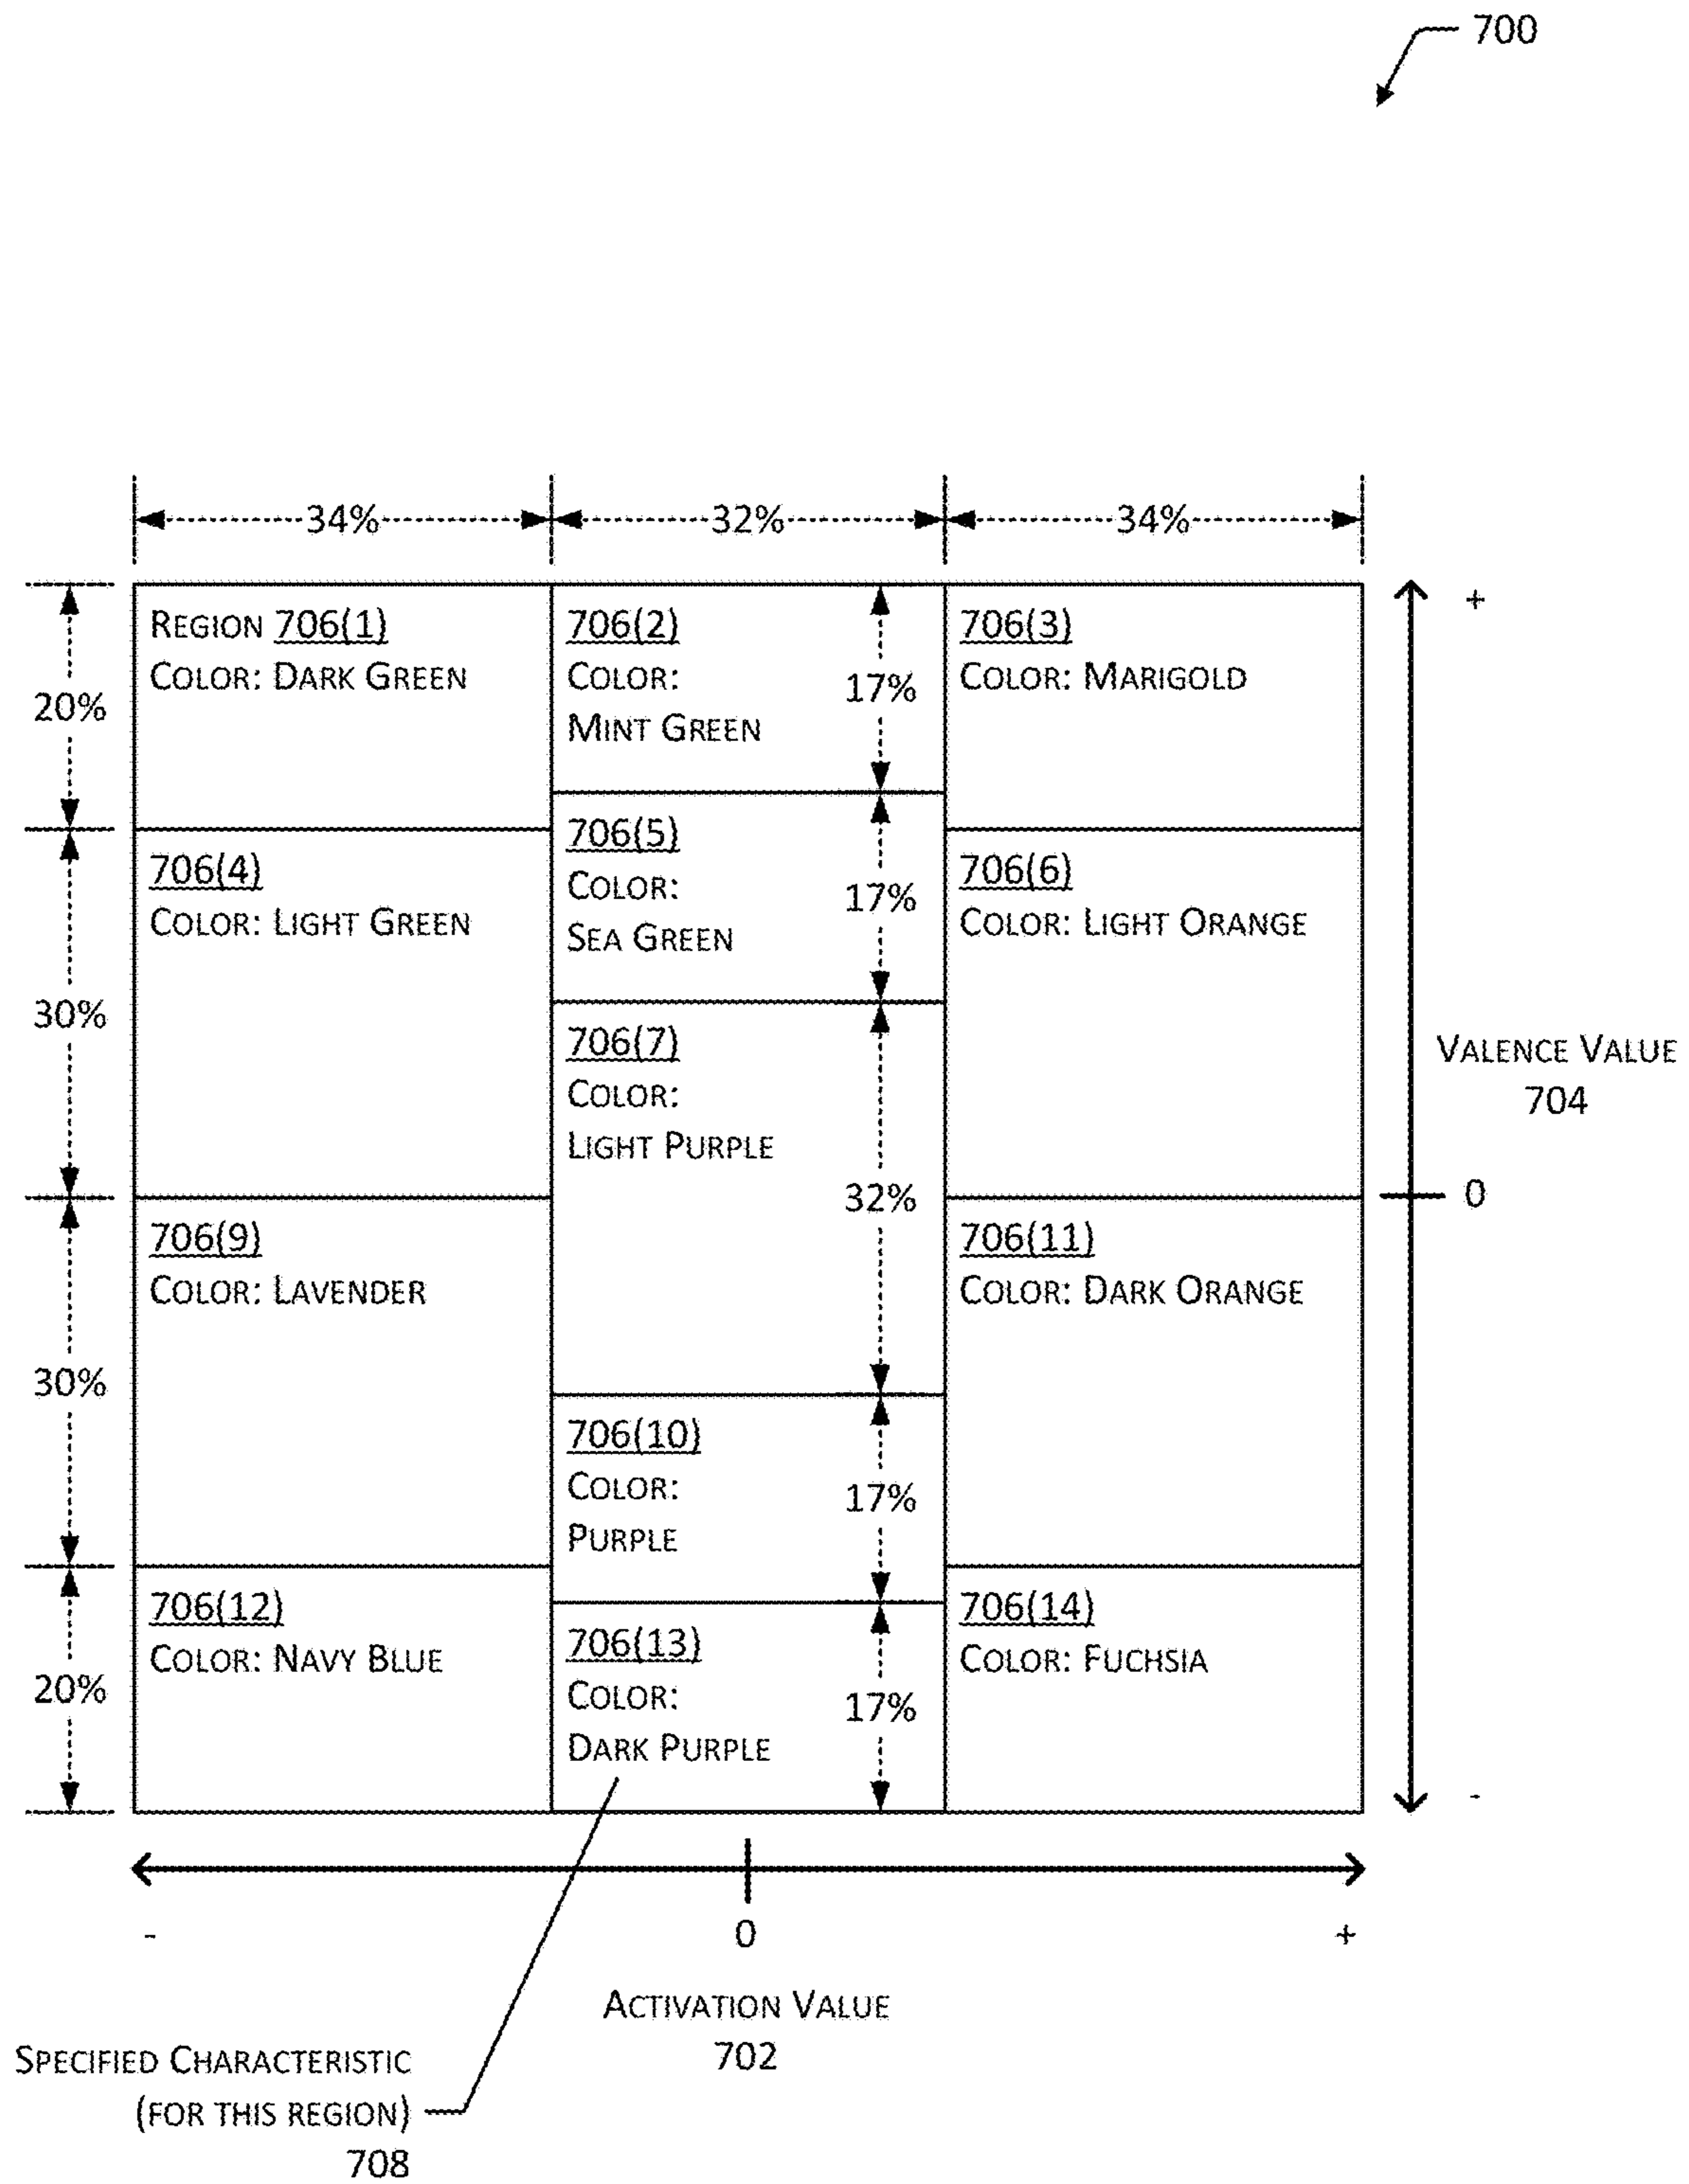 700
34%
32%
34%
20%
30%
30%
20%
REGION 706(1)
COLOR: DARK GREEN
706(2)
COLOR:
MINT GREEN
17%
706(3)
COLOR: MARIGOLD
706(4)
COLOR: LIGHT GREEN
706(5)
COLOR:
SEA GREEN
17%
706(6)
COLOR: LIGHT ORANGE
706(7)
COLOR:
LIGHT PURPLE
32%
706(9)
COLOR: LAVENDER
706(11)
COLOR: DARK ORANGE
706(10)
COLOR:
PURPLE
17%
706(12)
COLOR: NAVY BLUE
706(13)
COLOR:
DARK PURPLE
17%
706(14)
COLOR: FUCHSIA
+
VALENCE VALUE
704
0
-
-
0
+
ACTIVATION VALUE
702
SPECIFIED CHARACTERISTIC
(FOR THIS REGION)
708